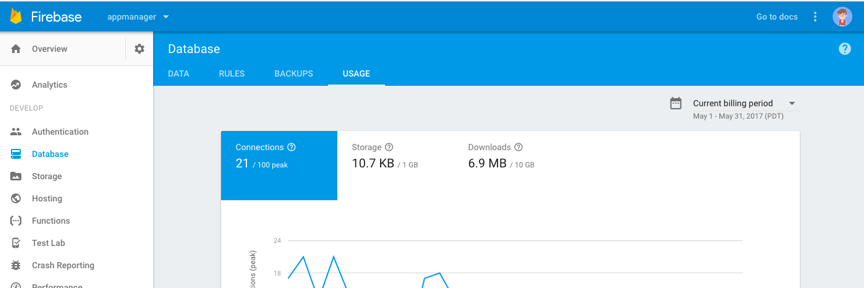 Firebase
appmanager
Go to docs
Overview
Analytics
DEVELOP
Authentication
Database
Storage
Hosting
Functions
Test Lab
Crash Reporting
Performance
Database
?
DATA RULES BACKUPS USAGE
Current billing period
May 1 - May 31, 2017 (PDT)
Connections ?
21 / 100 peak
Storage ?
10.7 KB / 1 GB
Downloads ?
6.9 MB / 10 GB
24
18
(peak)